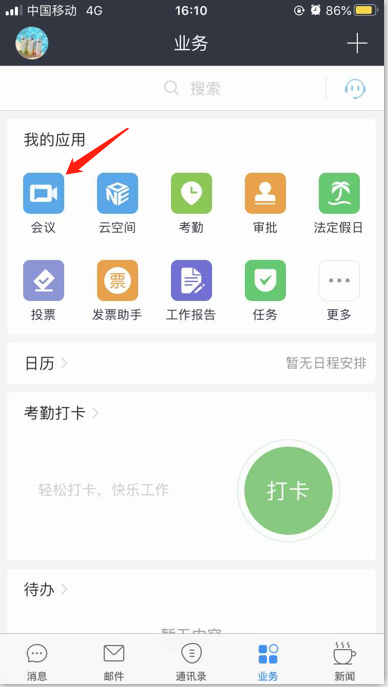 中国移动 4G 16:10 86%
业务
搜索
我的应用
会议 云空间 考勤 审批 法定假日
票
投票 发票助手 工作报告 任务 更多
日历 暂无日程安排
考勤打卡
轻松打卡，快乐工作 打卡
待办
暂无内容
消息 邮件 通讯录 业务 新闻